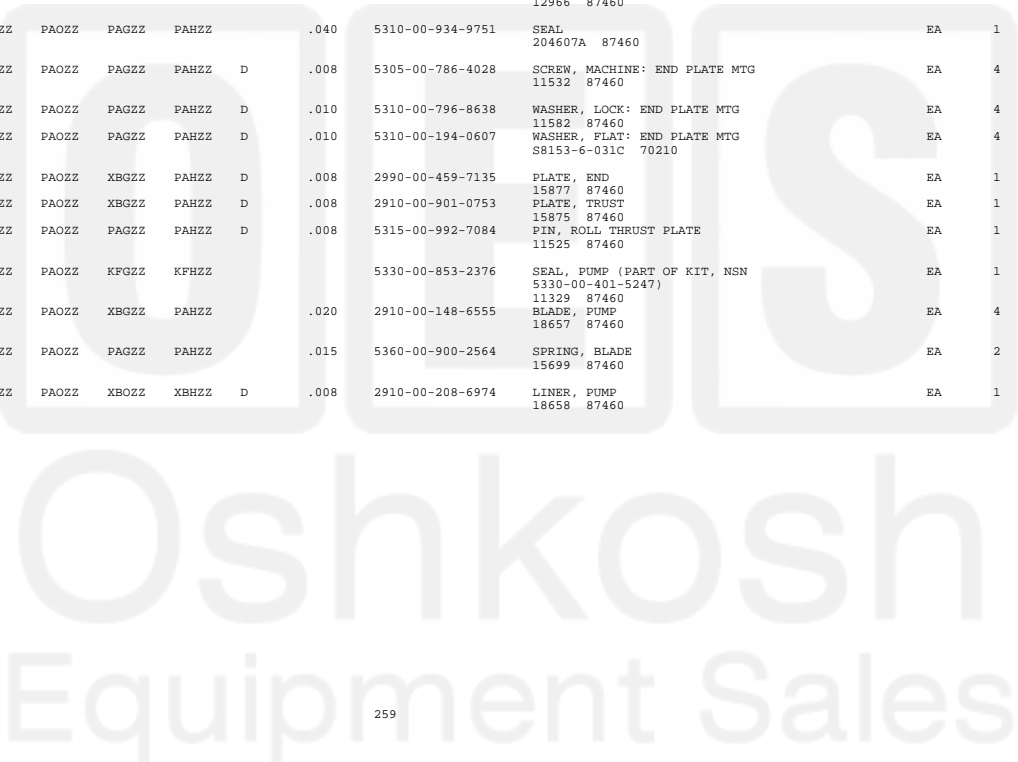 12966 87460
ZZ PAOZZ PAGZZ PAHZZ .040 5310-00-934-9751 SEAL EA 1
204607A 87460
ZZ PAOZZ PAGZZ PAHZZ D .008 5305-00-786-4028 SCREW, MACHINE: END PLATE MTG EA 4
11532 87460
ZZ PAOZZ PAGZZ PAHZZ D .010 5310-00-796-8638 WASHER, LOCK: END PLATE MTG EA 4
11582 87460
ZZ PAOZZ PAGZZ PAHZZ D .010 5310-00-194-0607 WASHER, FLAT: END PLATE MTG EA 4
S8153-6-031C 70210
ZZ PAOZZ XBGZZ PAHZZ D .008 2990-00-459-7135 PLATE, END EA 1
15877 87460
ZZ PAOZZ XBGZZ PAHZZ D .008 2910-00-901-0753 PLATE, TRUST EA 1
15875 87460
ZZ PAOZZ PAGZZ PAHZZ D .008 5315-00-992-7084 PIN, ROLL THRUST PLATE EA 1
11525 87460
ZZ PAOZZ KFGZZ KFHZZ 5330-00-853-2376 SEAL, PUMP (PART OF KIT, NSN EA 1
5330-00-401-5247)
11329 87460
ZZ PAOZZ XBGZZ PAHZZ .020 2910-00-148-6555 BLADE, PUMP EA 4
18657 87460
ZZ PAOZZ PAGZZ PAHZZ .015 5360-00-900-2564 SPRING, BLADE EA 2
15699 87460
ZZ PAOZZ XBOZZ XBHZZ D .008 2910-00-208-6974 LINER, PUMP EA 1
18658 87460
OES
Oshkosh
Equipment Sales
259